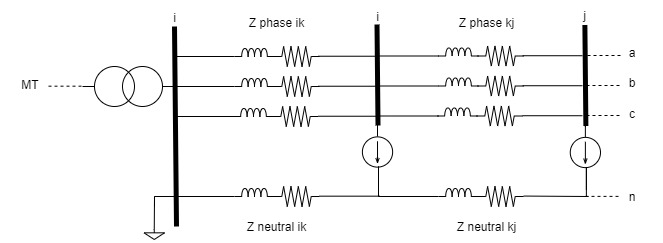 i
Z phase ik
i
Z phase kj
j
a
MT
b
c
n
Z neutral ik
Z neutral kj